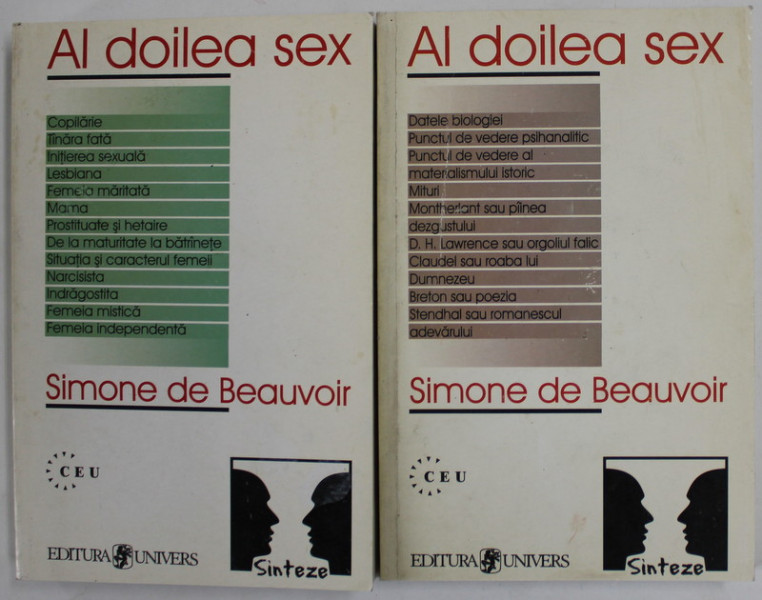 Al doilea sex
Copilărie
Tînăra fată
Inițierea sexuală
Lesbiana
Femeia măritată
Mama
Prostituate și hetaire
De la maturitate la bătrînețe
Situația și caracterul femeii
Narcisista
Indrăgostita
Femeia mistică
Femeia independentă
Simone de Beauvoir
CEU
EDITURA UNIVERS
Sinteze
Al doilea sex
Datele biologiei
Punctul de vedere psihanalitic
Punctul de vedere al
materialismului istoric
Mituri
Montherlant sau pîinea
dezgustului
D. H. Lawrence sau orgoliul falic
Claudel sau roaba lui
Dumnezeu
Breton sau poezia
Stendhal sau romanescul
adevărului
Simone de Beauvoir
CEU
EDITURA UNIVERS
Sinteze